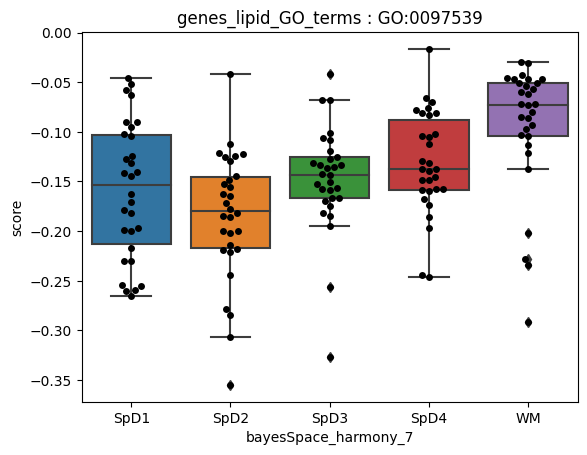 genes_lipid_GO_terms : GO:0097539
0.00
−0.05
−0.10
−0.15
−0.20
−0.25
−0.30
−0.35
score
SpD1 SpD2 SpD3 SpD4 WM
bayesSpace_harmony_7